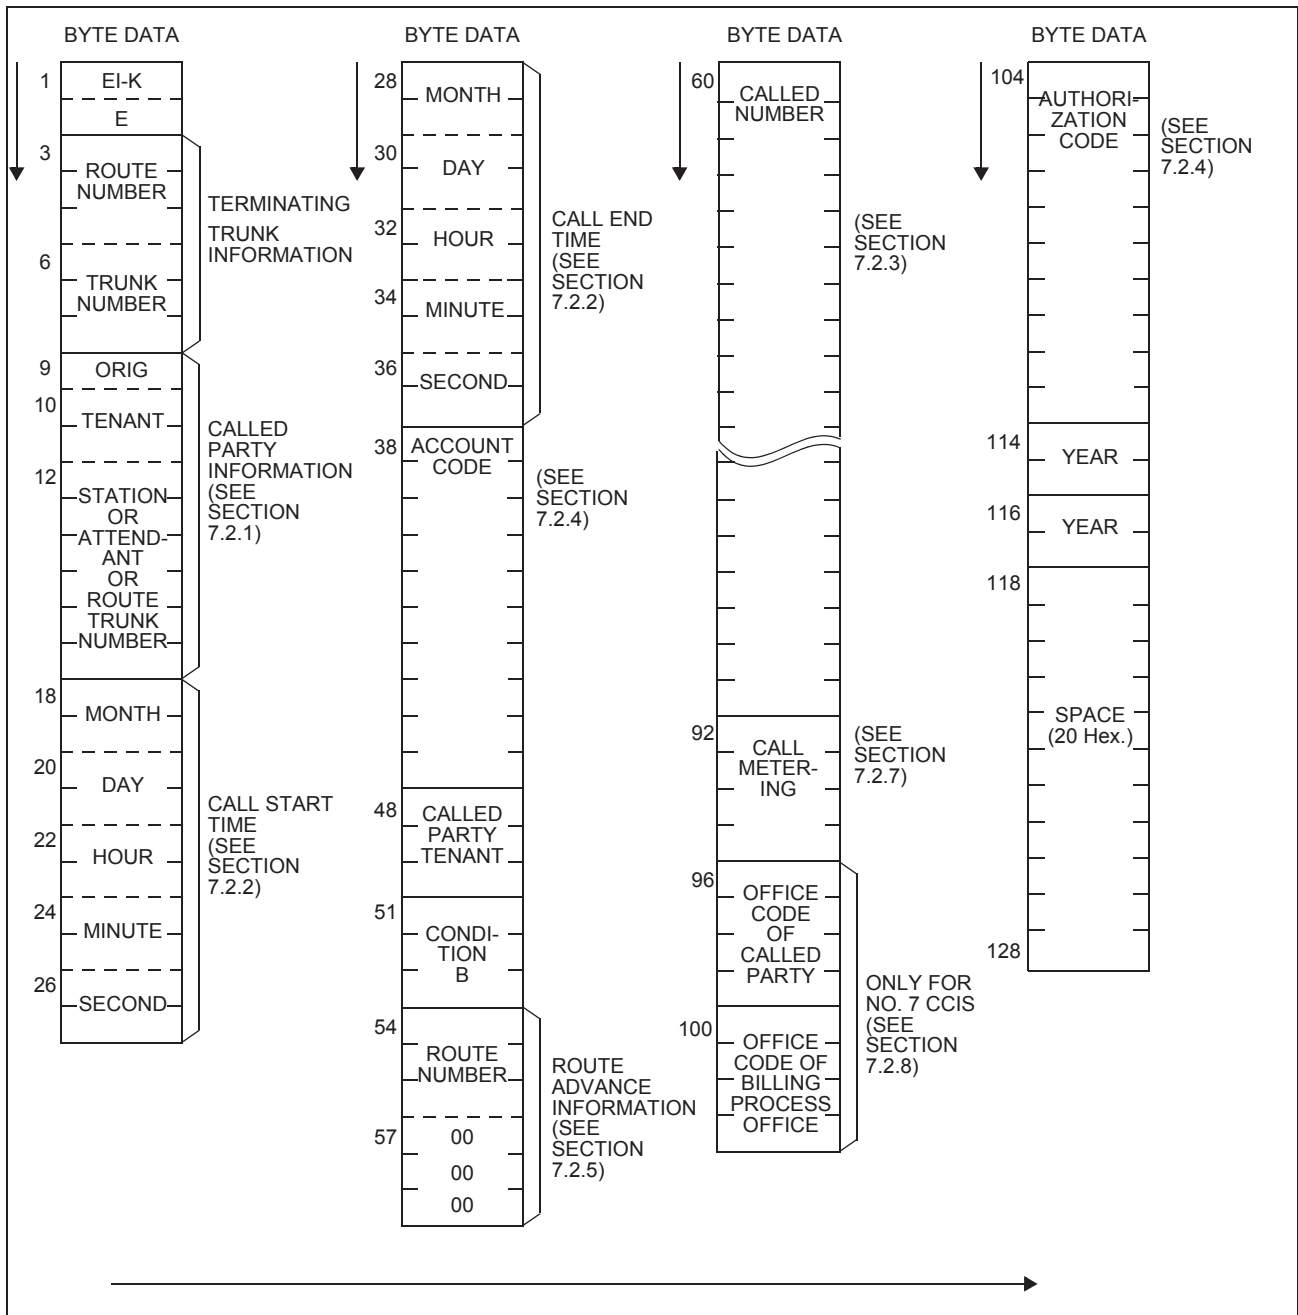 BYTE DATA
1
EI-K
E
3
ROUTE
NUMBER
6
TRUNK
NUMBER
TERMINATING
TRUNK
INFORMATION
9
ORIG
10
TENANT
12
STATION
OR
ATTEND-
ANT
OR
ROUTE
TRUNK
NUMBER
CALLED
PARTY
INFORMATION
(SEE
SECTION
7.2.1)
18
MONTH
20
DAY
22
HOUR
24
MINUTE
26
SECOND
CALL START
TIME
(SEE
SECTION
7.2.2)
BYTE DATA
28
MONTH
30
DAY
32
HOUR
34
MINUTE
36
SECOND
CALL END
TIME
(SEE
SECTION
7.2.2)
38
ACCOUNT
CODE
(SEE
SECTION
7.2.4)
48
CALLED
PARTY
TENANT
51
CONDI-
TION
B
54
ROUTE
NUMBER
57
00
00
00
ROUTE
ADVANCE
INFORMATION
(SEE
SECTION
7.2.5)
BYTE DATA
60
CALLED
NUMBER
(SEE
SECTION
7.2.3)
92
CALL
METER-
ING
(SEE
SECTION
7.2.7)
96
OFFICE
CODE
OF
CALLED
PARTY
100
OFFICE
CODE OF
BILLING
PROCESS
OFFICE
ONLY FOR
NO. 7 CCIS
(SEE
SECTION
7.2.8)
BYTE DATA
104
AUTHORI-
ZATION
CODE
(SEE
SECTION
7.2.4)
114
YEAR
116
YEAR
118
SPACE
(20 Hex.)
128